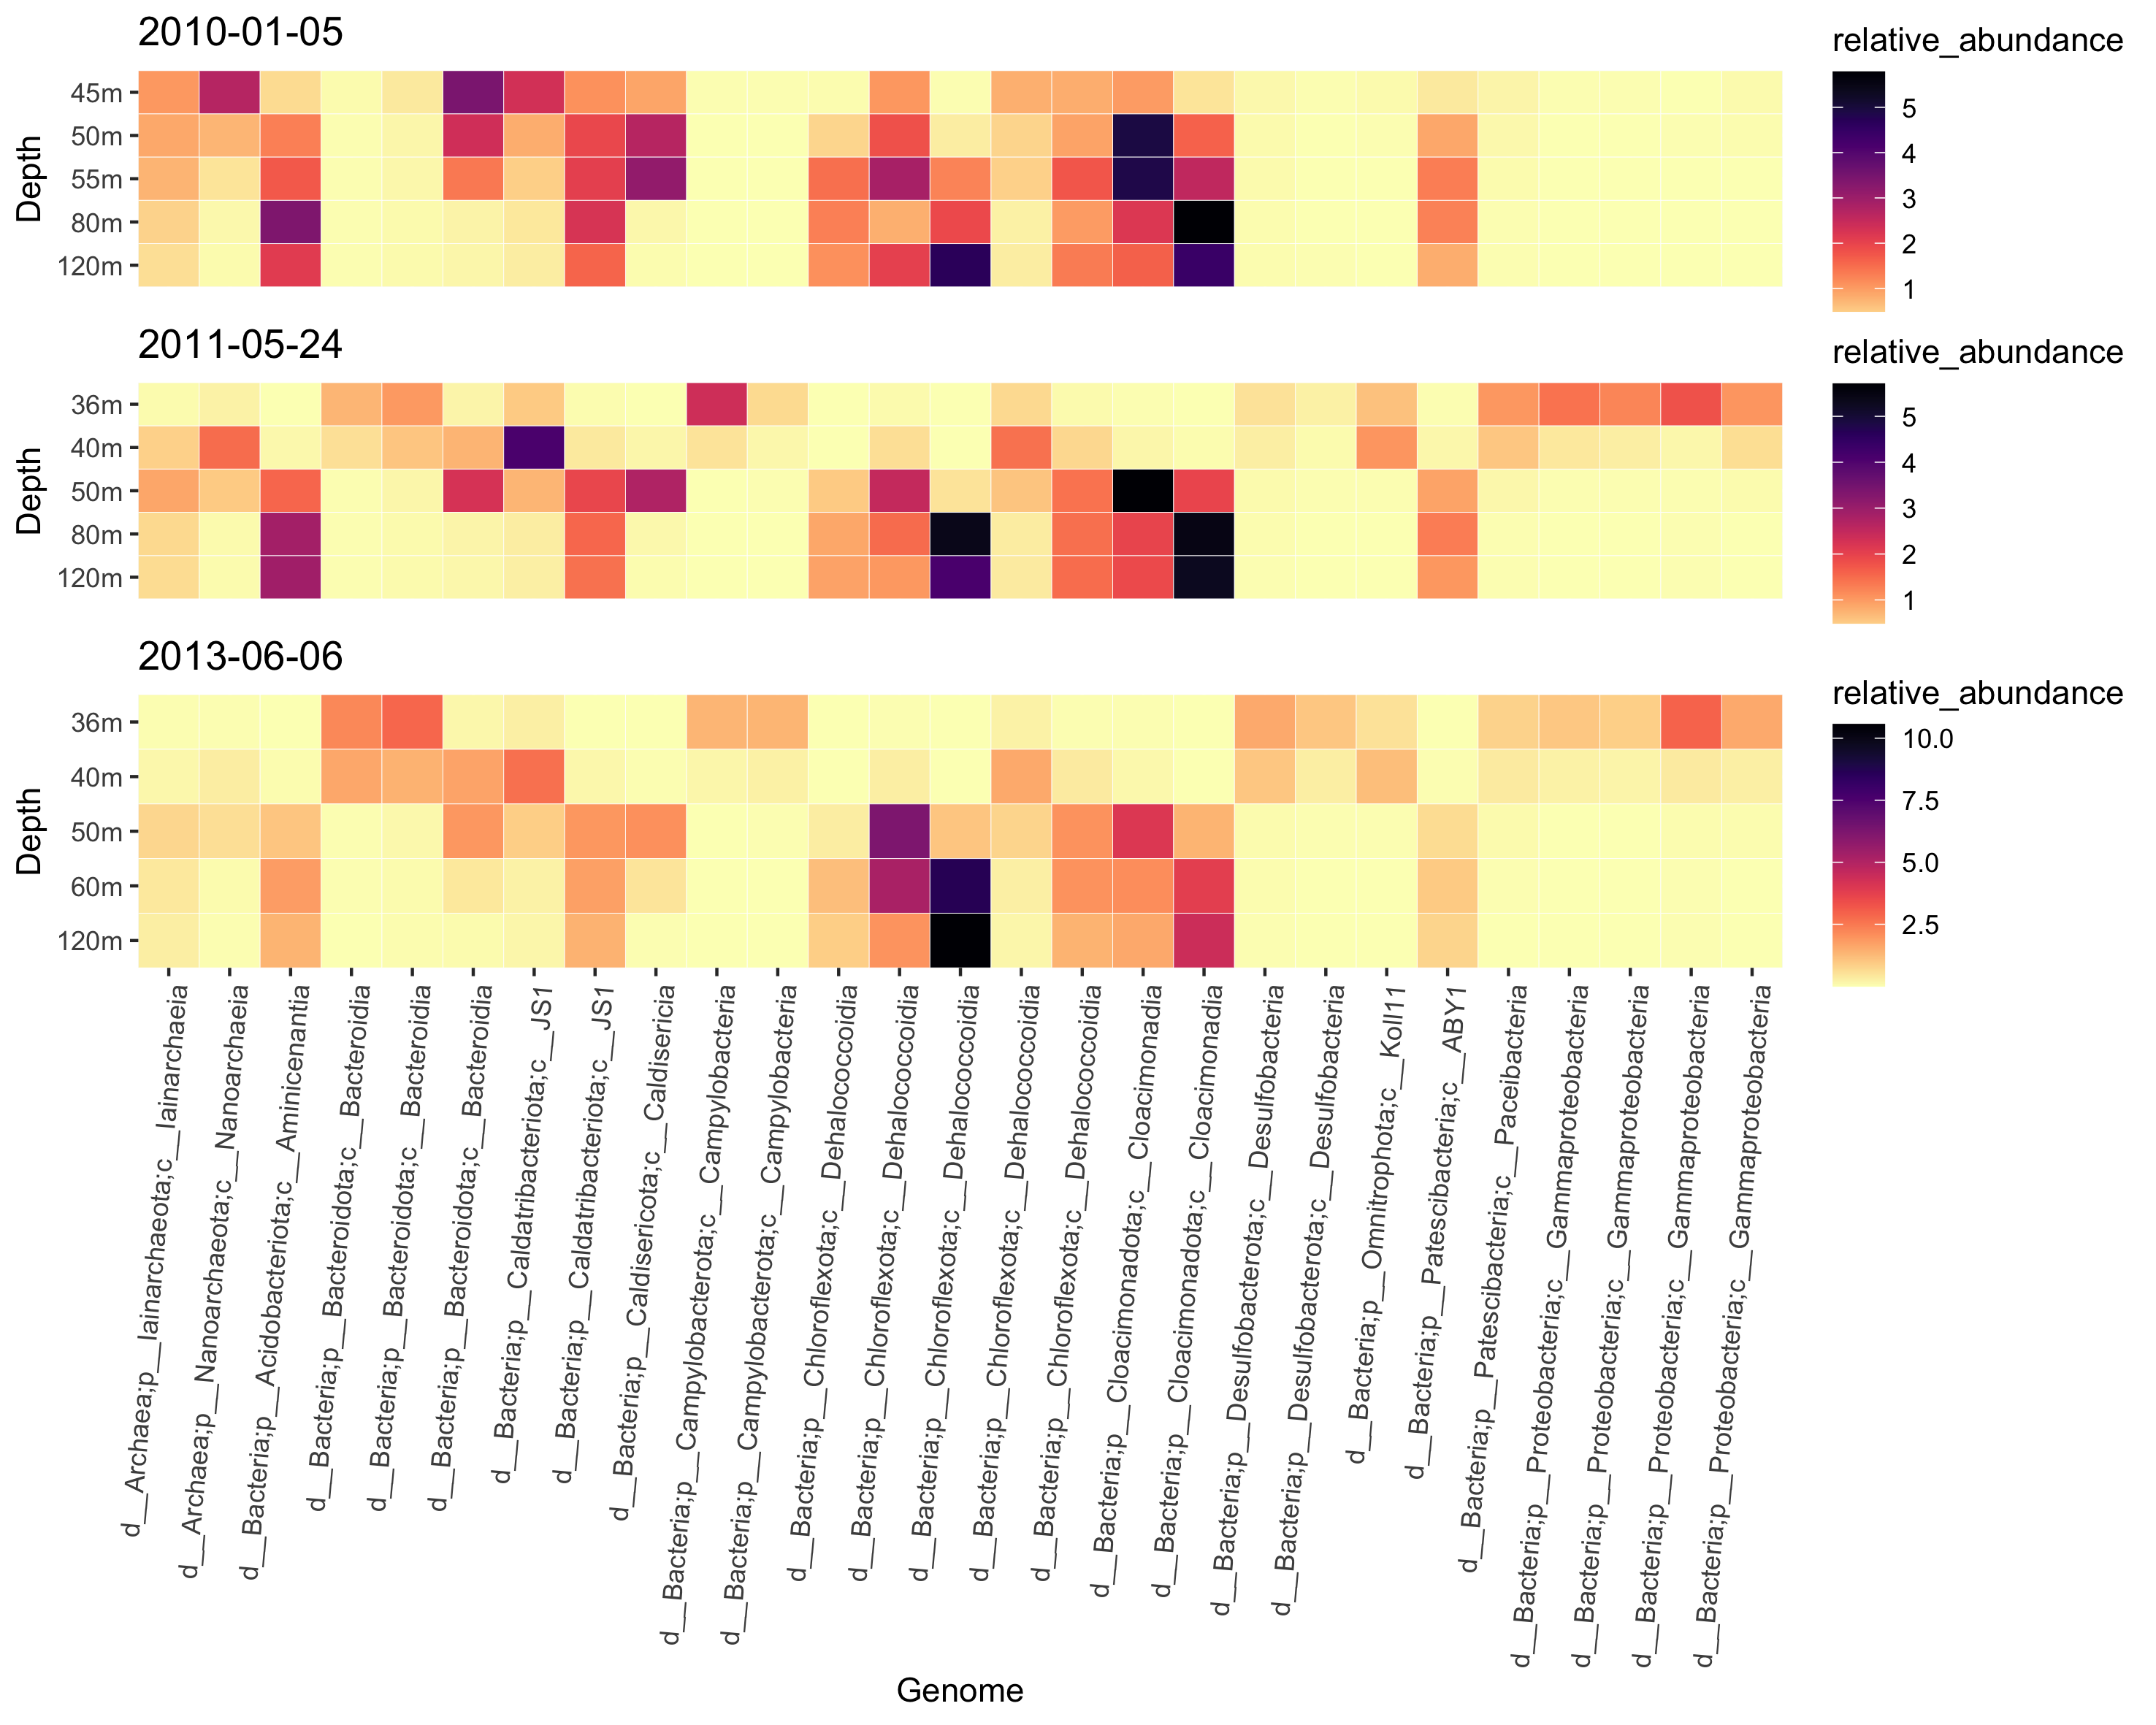 2010-01-05
relative_abundance
Depth
45m
50m
55m
80m
120m
5
4
3
2
1
2011-05-24
relative_abundance
Depth
36m
40m
50m
80m
120m
5
4
3
2
1
2013-06-06
relative_abundance
Depth
36m
40m
50m
60m
120m
10.0
7.5
5.0
2.5
d__Archaea;p__Iainarchaeota;c__Iainarchaeia
d__Archaea;p__Nanoarchaeota;c__Nanoarchaeia
d__Bacteria;p__Acidobacteriota;c__Aminicenantia
d__Bacteria;p__Bacteroidota;c__Bacteroidia
d__Bacteria;p__Bacteroidota;c__Bacteroidia
d__Bacteria;p__Bacteroidota;c__Bacteroidia
d__Bacteria;p__Caldatribacteriota;c__JS1
d__Bacteria;p__Caldatribacteriota;c__JS1
d__Bacteria;p__Caldisericota;c__Caldisericia
d__Bacteria;p__Campylobacterota;c__Campylobacteria
d__Bacteria;p__Campylobacterota;c__Campylobacteria
d__Bacteria;p__Chloroflexota;c__Dehalococcoidia
d__Bacteria;p__Chloroflexota;c__Dehalococcoidia
d__Bacteria;p__Chloroflexota;c__Dehalococcoidia
d__Bacteria;p__Chloroflexota;c__Dehalococcoidia
d__Bacteria;p__Chloroflexota;c__Dehalococcoidia
d__Bacteria;p__Cloacimonadota;c__Cloacimonadia
d__Bacteria;p__Cloacimonadota;c__Cloacimonadia
d__Bacteria;p__Desulfobacterota;c__Desulfobacteria
d__Bacteria;p__Desulfobacterota;c__Desulfobacteria
d__Bacteria;p__Omnitrophota;c__Koll11
d__Bacteria;p__Patescibacteria;c__ABY1
d__Bacteria;p__Patescibacteria;c__Paceibacteria
d__Bacteria;p__Proteobacteria;c__Gammaproteobacteria
d__Bacteria;p__Proteobacteria;c__Gammaproteobacteria
d__Bacteria;p__Proteobacteria;c__Gammaproteobacteria
d__Bacteria;p__Proteobacteria;c__Gammaproteobacteria
Genome